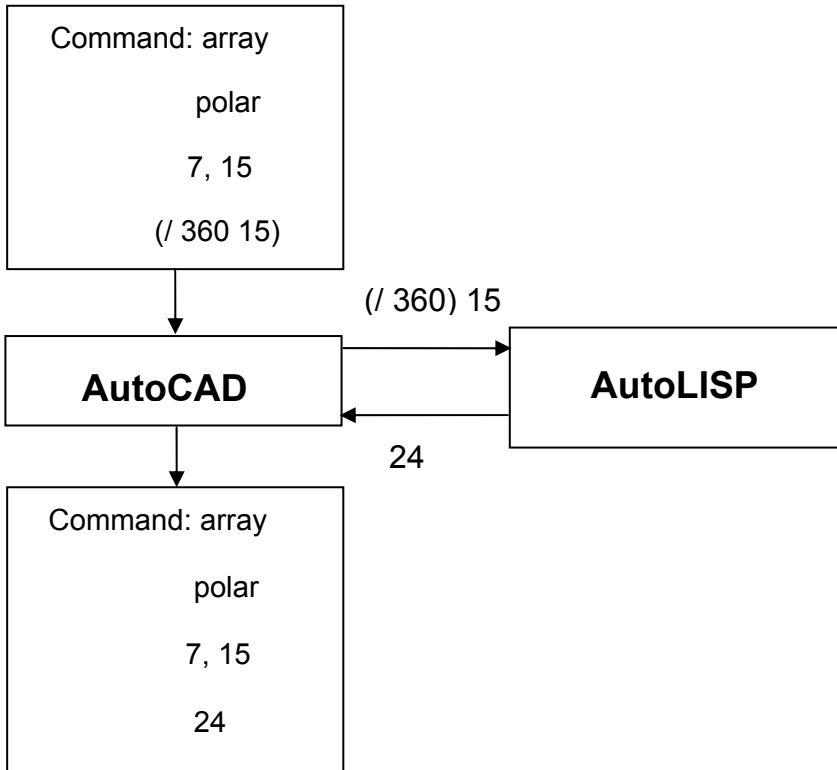 Command: array
polar
7, 15
(/ 360 15)
(/ 360) 15
AutoCAD
AutoLISP
24
Command: array
polar
7, 15
24